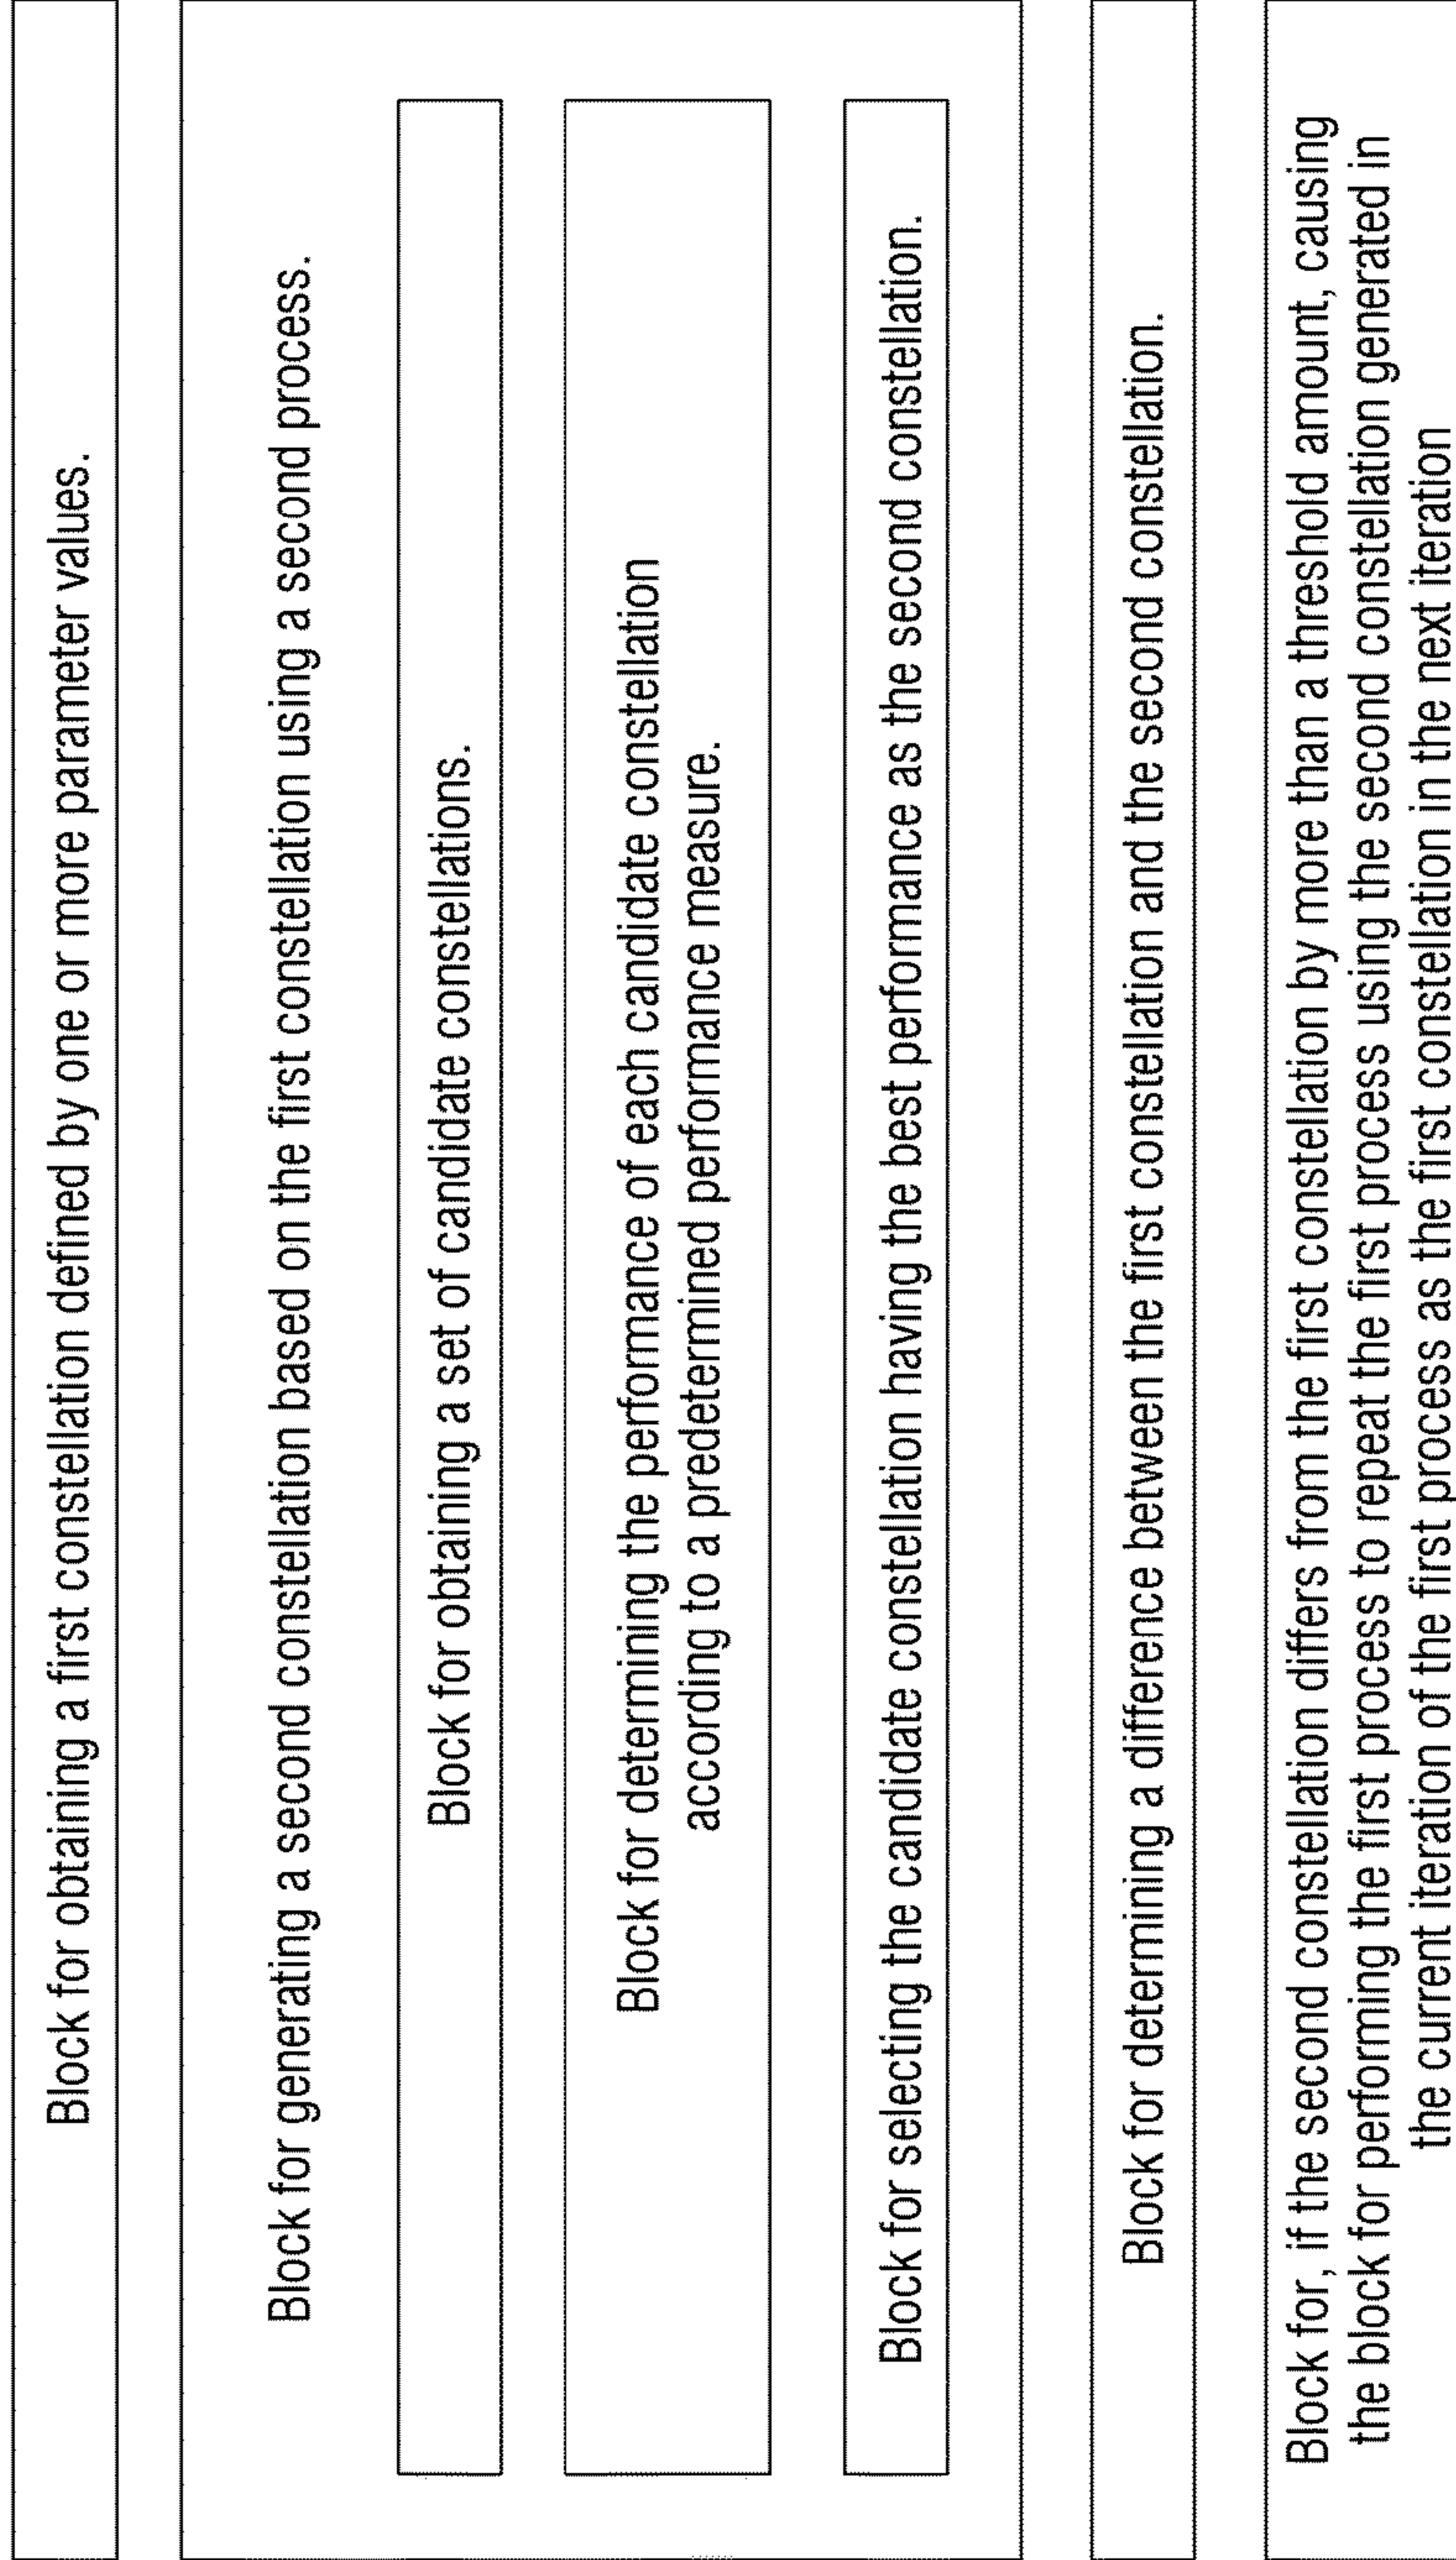 Block for obtaining a first constellation defined by one or more parameter values.
Block for generating a second constellation based on the first constellation using a second process.
Block for obtaining a set of candidate constellations.
Block for determining the performance of each candidate constellation
according to a predetermined performance measure.
Block for selecting the candidate constellation having the best performance as the second constellation.
Block for determining a difference between the first constellation and the second constellation.
Block for, if the second constellation differs from the first constellation by more than a threshold amount, causing
the block for performing the first process to repeat the first process using the second constellation generated in
the current iteration of the first process as the first constellation in the next iteration